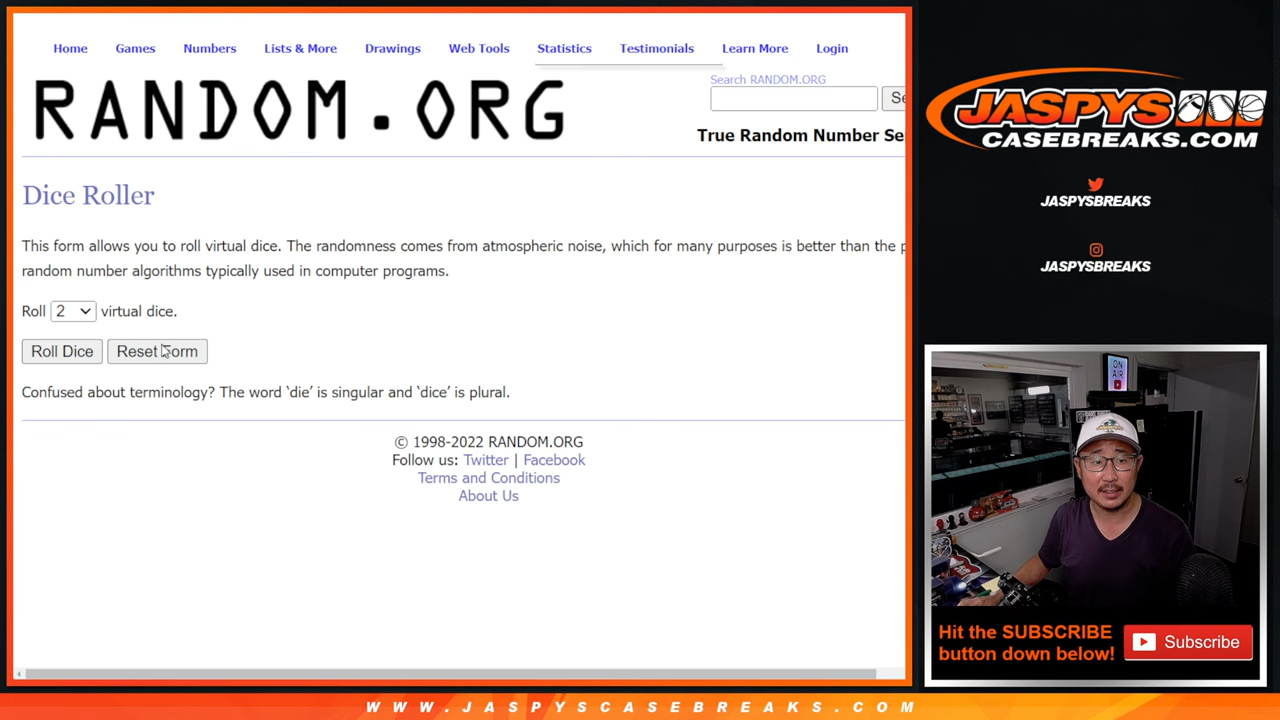 Home Games Numbers Lists & More Drawings Web Tools Statistics Testimonials Learn More Login
RANDOM.ORG
Search RANDOM.ORG
True Random Number
Dice Roller
This form allows you to roll virtual dice. The randomness comes from atmospheric noise, which for many purposes is better than the
random number algorithms typically used in computer programs.
Roll 2 virtual dice.
Roll Dice Reset Form
Confused about terminology? The word ‘die’ is singular and ‘dice’ is plural.
© 1998-2022 RANDOM.ORG
Follow us: Twitter | Facebook
Terms and Conditions
About Us
JASPYS
CASEBREAKS.COM
JASPYSBREAKS
JASPYSBREAKS
ON
AIR
Hit the SUBSCRIBE
button down below!
Subscribe
WWW.JASPYSCASEBREAKS.COM